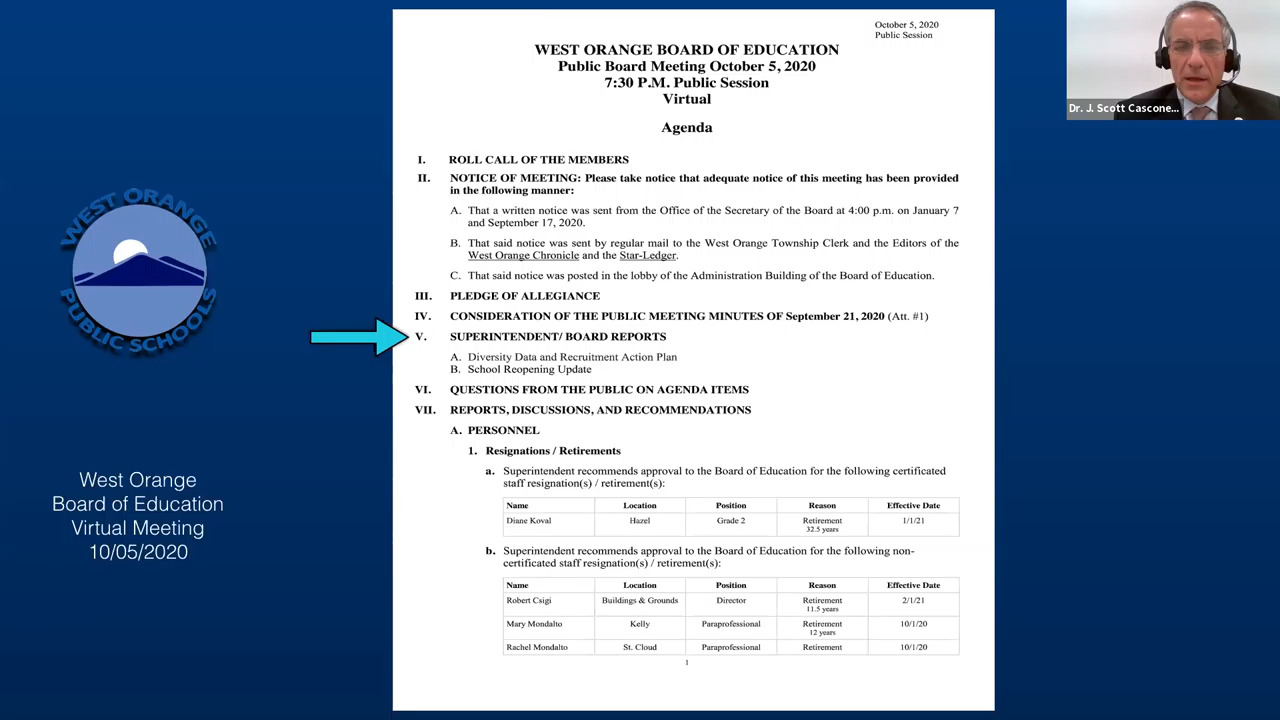 October 5, 2020
Public Session
WEST ORANGE BOARD OF EDUCATION
Public Board Meeting October 5, 2020
7:30 P.M. Public Session
Virtual
Agenda
I. ROLL CALL OF THE MEMBERS
II. NOTICE OF MEETING: Please take notice that adequate notice of this meeting has been provided
in the following manner:
A. That a written notice was sent from the Office of the Secretary of the Board at 4:00 p.m. on January 7
and September 17, 2020.
B. That said notice was sent by regular mail to the West Orange Township Clerk and the Editors of the
West Orange Chronicle and the Star-Ledger.
C. That said notice was posted in the lobby of the Administration Building of the Board of Education.
III. PLEDGE OF ALLEGIANCE
IV. CONSIDERATION OF THE PUBLIC MEETING MINUTES OF September 21, 2020 (Att. #1)
V. SUPERINTENDENT/ BOARD REPORTS
A. Diversity Data and Recruitment Action Plan
B. School Reopening Update
VI. QUESTIONS FROM THE PUBLIC ON AGENDA ITEMS
VII. REPORTS, DISCUSSIONS, AND RECOMMENDATIONS
A. PERSONNEL
1. Resignations / Retirements
a. Superintendent recommends approval to the Board of Education for the following certificated
staff resignation(s) / retirement(s):
Name Location Position Reason Effective Date
Diane Koval Hazel Grade 2 Retirement 1/1/21
32.5 years
b. Superintendent recommends approval to the Board of Education for the following non-
certificated staff resignation(s) / retirement(s):
Name Location Position Reason Effective Date
Robert Csigi Buildings & Grounds Director Retirement 2/1/21
11.5 years
Mary Mondalto Kelly Paraprofessional Retirement 10/1/20
12 years
Rachel Mondalto St. Cloud Paraprofessional Retirement 10/1/20
1
WEST ORANGE
PUBLIC SCHOOLS
West Orange
Board of Education
Virtual Meeting
10/05/2020
Dr. J. Scott Cascone...